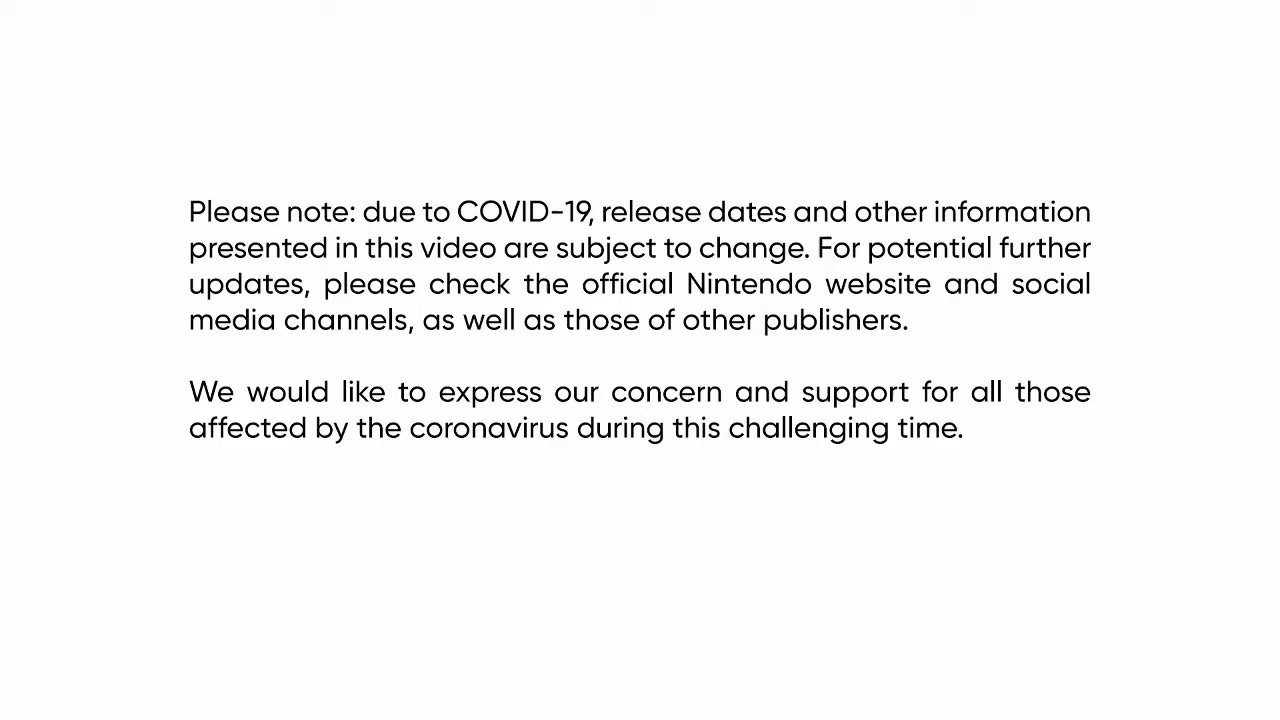 Please note: due to COVID-19, release dates and other information
presented in this video are subject to change. For potential further
updates, please check the official Nintendo website and social
media channels, as well as those of other publishers.
We would like to express our concern and support for all those
affected by the coronavirus during this challenging time.